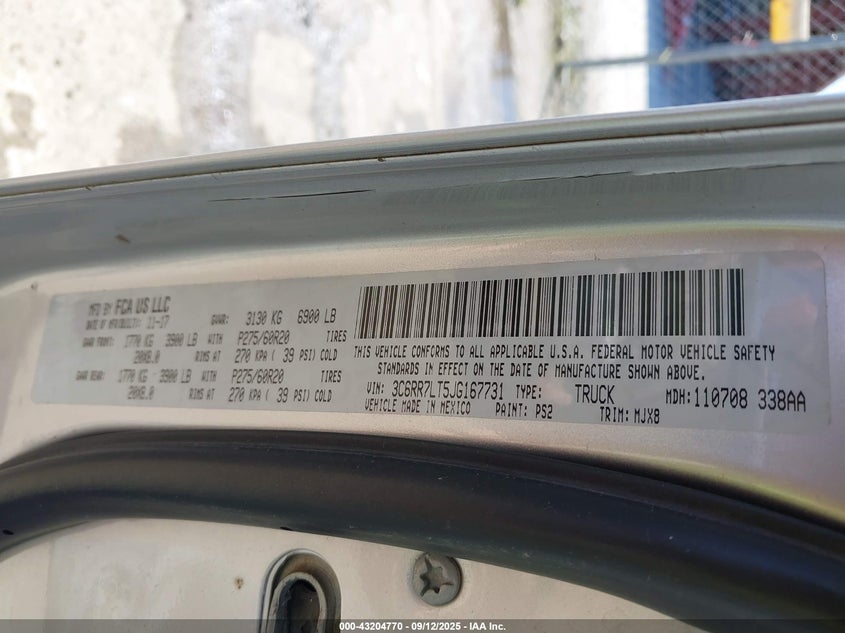 MFD BY FCA US LLC
DATE OF MFR(BUILT): 11-17 GVWR: 3130 KG 6900 LB
GAWR FRONT: 1770 KG 3900 LB WITH P275/60R20 TIRES
20X8.0 RIMS AT 270 KPA ( 39 PSI) COLD
GAWR REAR: 1770 KG 3900 LB WITH P275/60R20 TIRES
20X8.0 RIMS AT 270 KPA ( 39 PSI) COLD
THIS VEHICLE CONFORMS TO ALL APPLICABLE U.S.A. FEDERAL MOTOR VEHICLE SAFETY
STANDARDS IN EFFECT ON THE DATE OF MANUFACTURE SHOWN ABOVE.
VIN: 3C6RR7LT5JG167731 TYPE: TRUCK MDH: 110708 338AA
VEHICLE MADE IN MEXICO PAINT: PS2 TRIM: MJX8
000-43204770 - 09/12/2025 - IAA Inc.